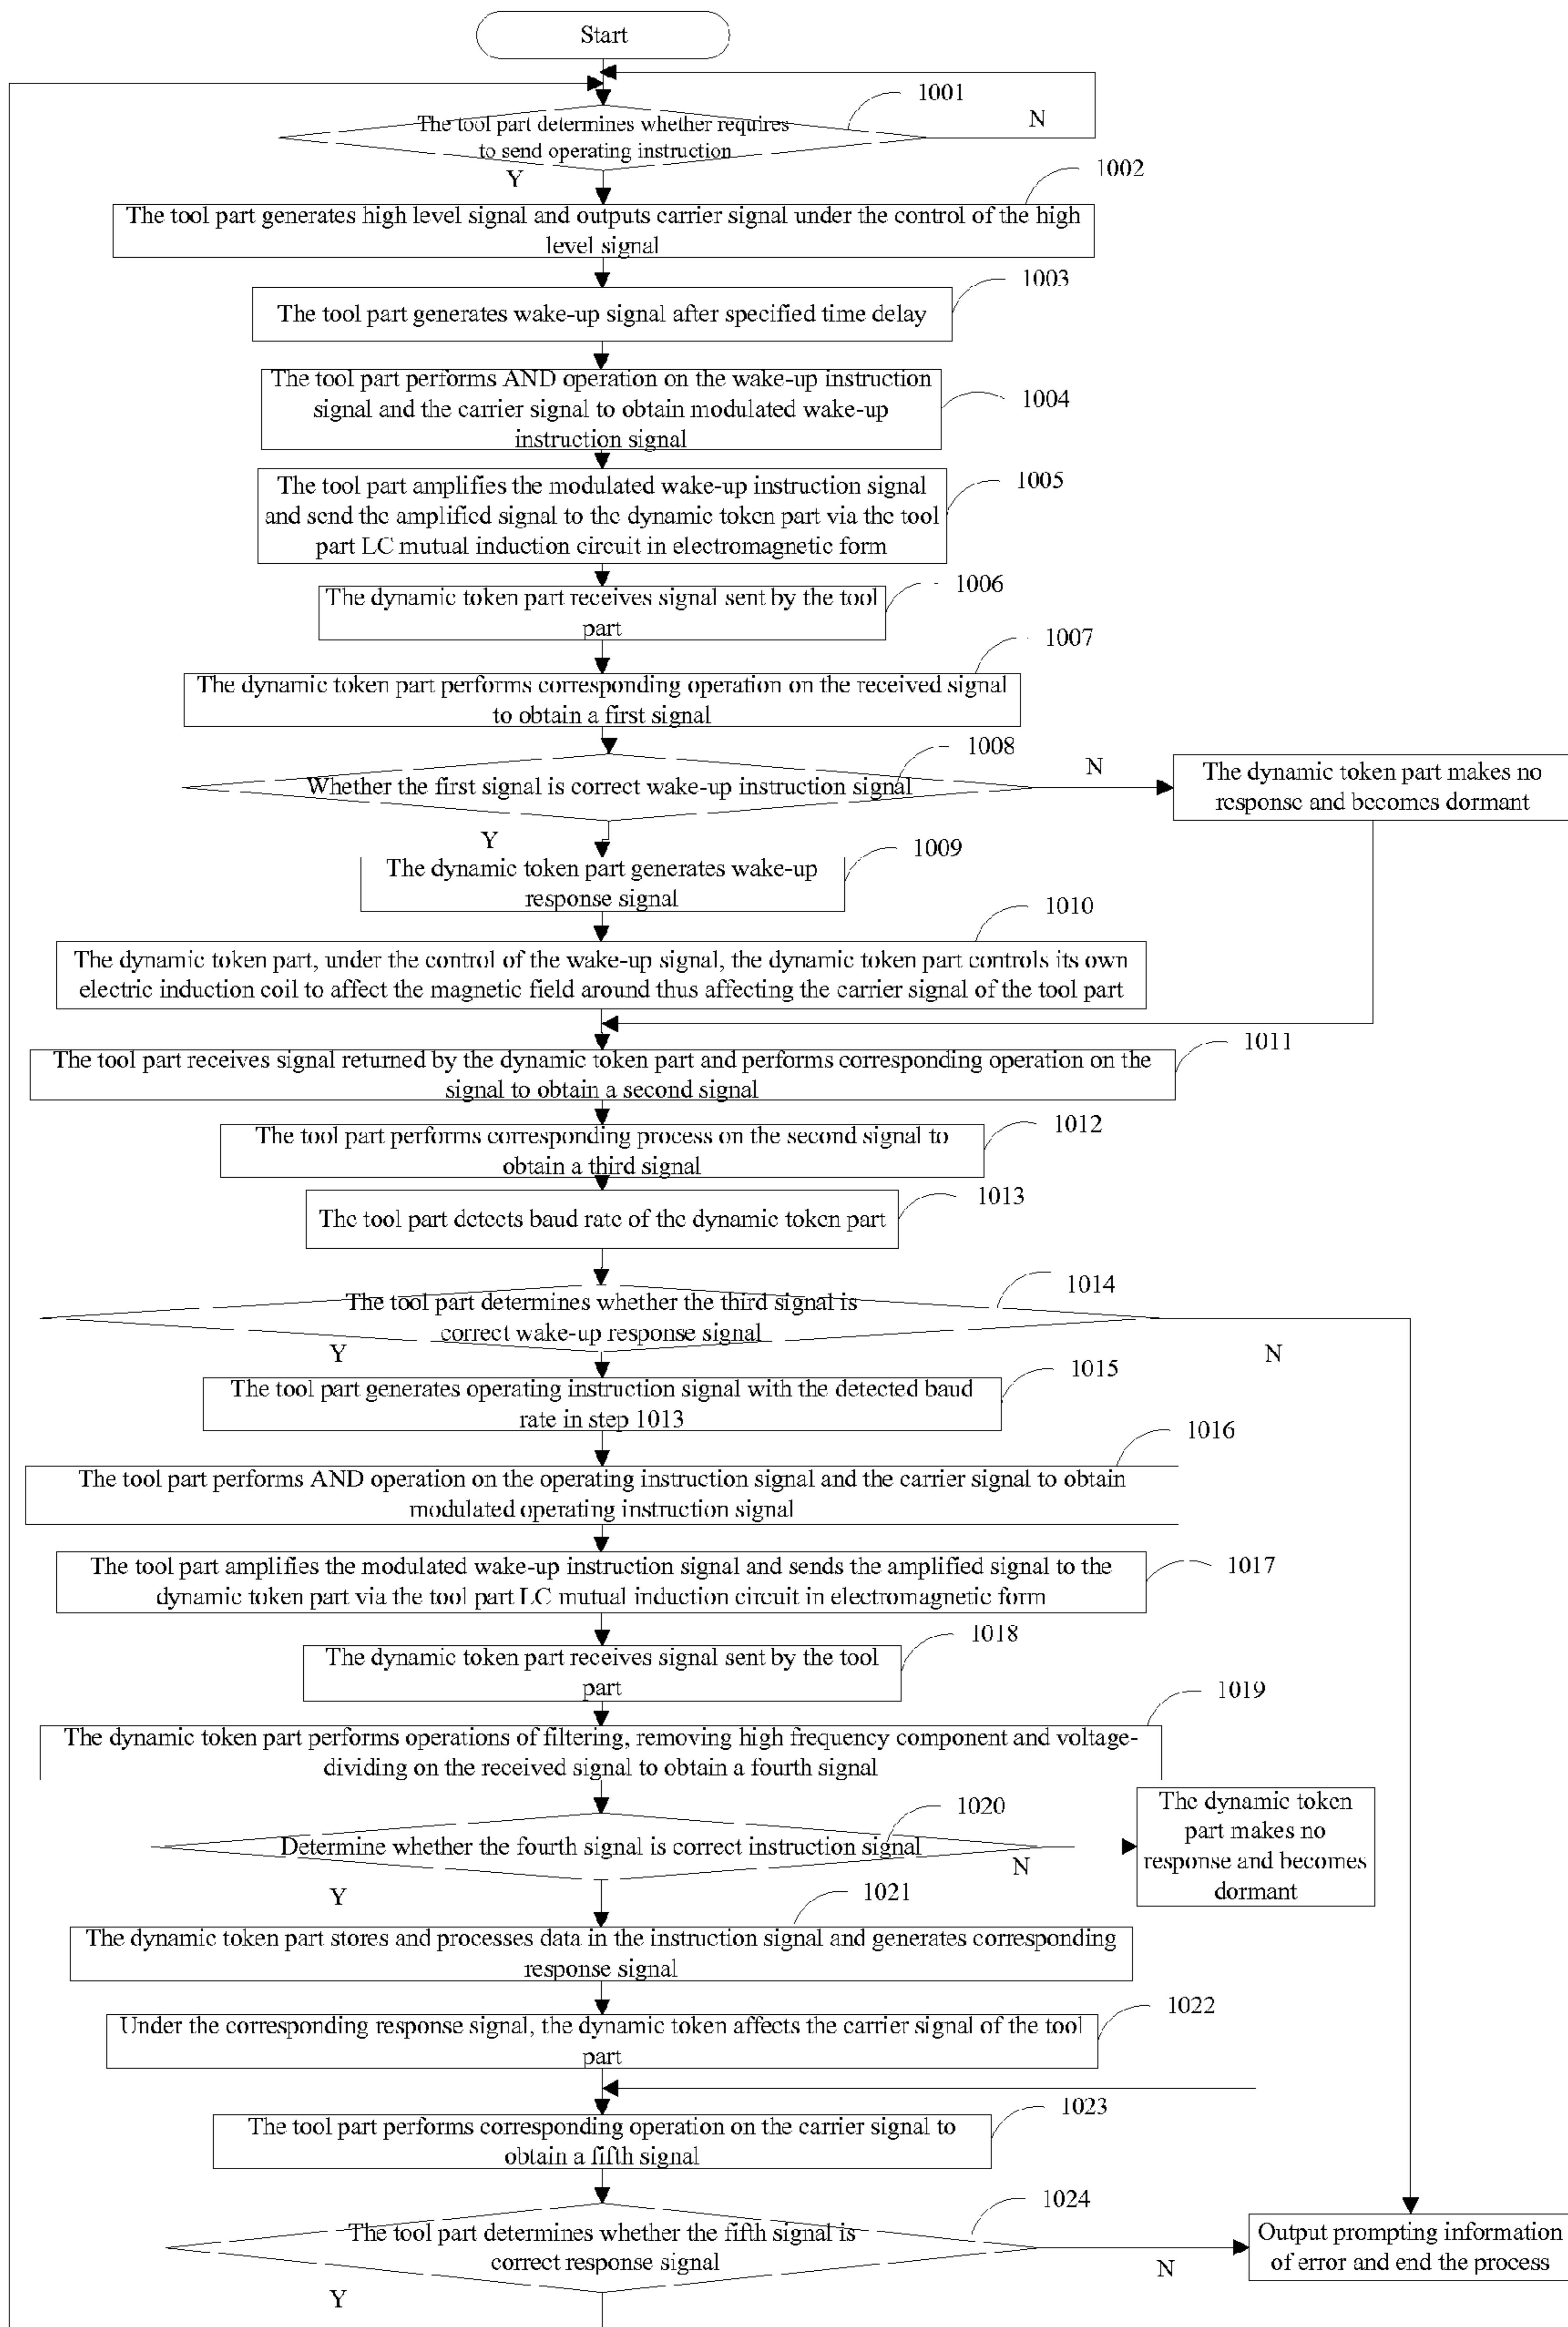 Start
1001
The tool part determines whether requires
to send operating instruction
N
Y
1002
The tool part generates high level signal and outputs carrier signal under the control of the high
level signal
1003
The tool part generates wake-up signal after specified time delay
The tool part performs AND operation on the wake-up instruction
signal and the carrier signal to obtain modulated wake-up
instruction signal
1004
The tool part amplifies the modulated wake-up instruction signal
and send the amplified signal to the dynamic token part via the tool
part LC mutual induction circuit in electromagnetic form
1005
1006
The dynamic token part receives signal sent by the tool
part
1007
The dynamic token part performs corresponding operation on the received signal
to obtain a first signal
1008
Whether the first signal is correct wake-up instruction signal
N
The dynamic token part makes no
response and becomes dormant
Y
1009
The dynamic token part generates wake-up
response signal
1010
The dynamic token part, under the control of the wake-up signal, the dynamic token part controls its own
electric induction coil to affect the magnetic field around thus affecting the carrier signal of the tool part
1011
The tool part receives signal returned by the dynamic token part and performs corresponding operation on the
signal to obtain a second signal
1012
The tool part performs corresponding process on the second signal to
obtain a third signal
1013
The tool part detects baud rate of the dynamic token part
1014
The tool part determines whether the third signal is
correct wake-up response signal
Y
N
1015
The tool part generates operating instruction signal with the detected baud
rate in step 1013
1016
The tool part performs AND operation on the operating instruction signal and the carrier signal to obtain
modulated operating instruction signal
1017
The tool part amplifies the modulated wake-up instruction signal and sends the amplified signal to the
dynamic token part via the tool part LC mutual induction circuit in electromagnetic form
1018
The dynamic token part receives signal sent by the tool
part
1019
The dynamic token part performs operations of filtering, removing high frequency component and voltage-
dividing on the received signal to obtain a fourth signal
1020
Determine whether the fourth signal is correct instruction signal
N
The dynamic token
part makes no
response and becomes
dormant
Y
1021
The dynamic token part stores and processes data in the instruction signal and generates corresponding
response signal
1022
Under the corresponding response signal, the dynamic token affects the carrier signal of the tool
part
1023
The tool part performs corresponding operation on the carrier signal to
obtain a fifth signal
1024
The tool part determines whether the fifth signal is
correct response signal
N
Output prompting information
of error and end the process
Y